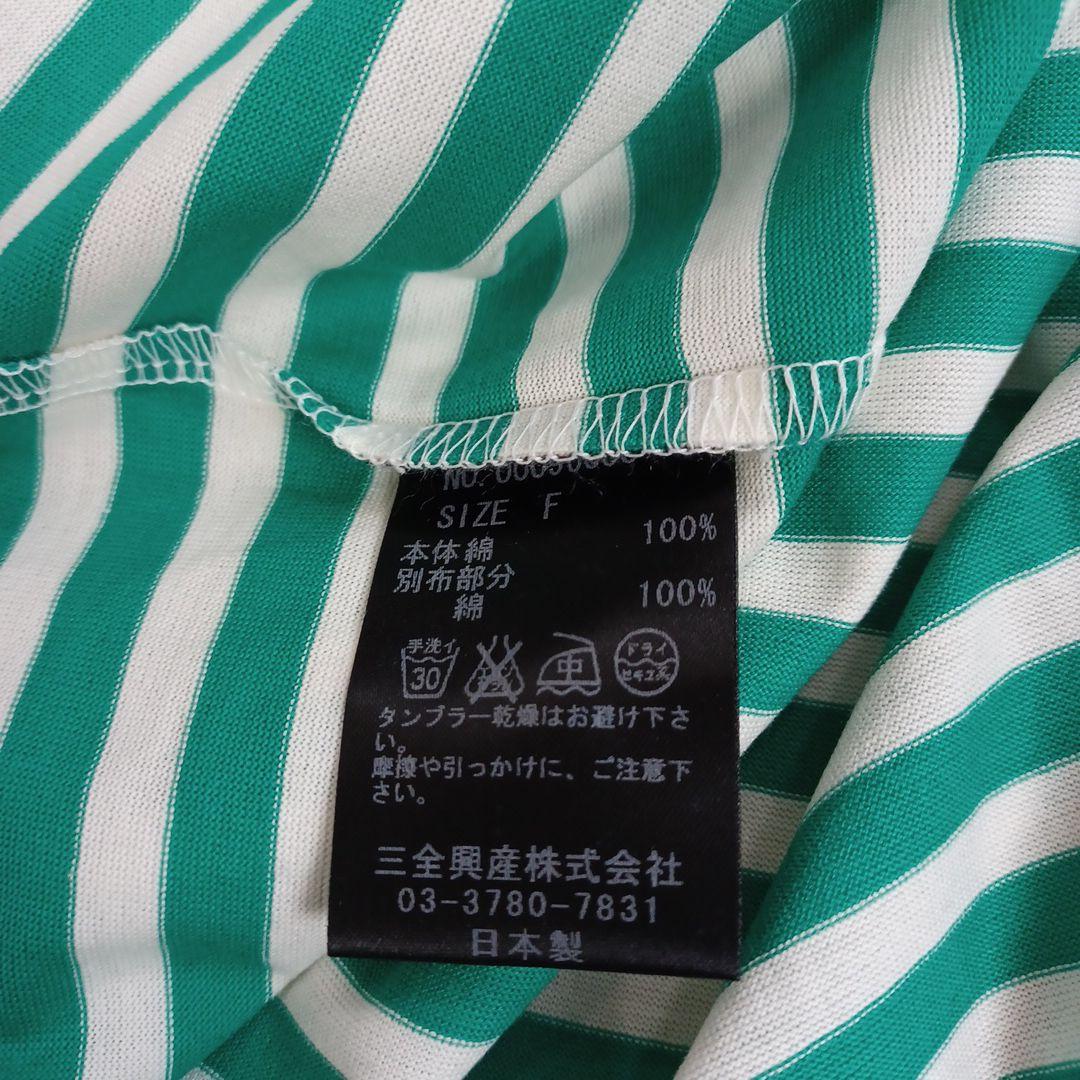 SIZE F
本体綿 100%
別布部分
綿 100%
手洗イ
30
中
ドライ
セキユ系
タンブラー乾燥はお避け下さ
い。
摩擦や引っかけに、ご注意下
さい。
三全興産株式会社
03-3780-7831
日本製